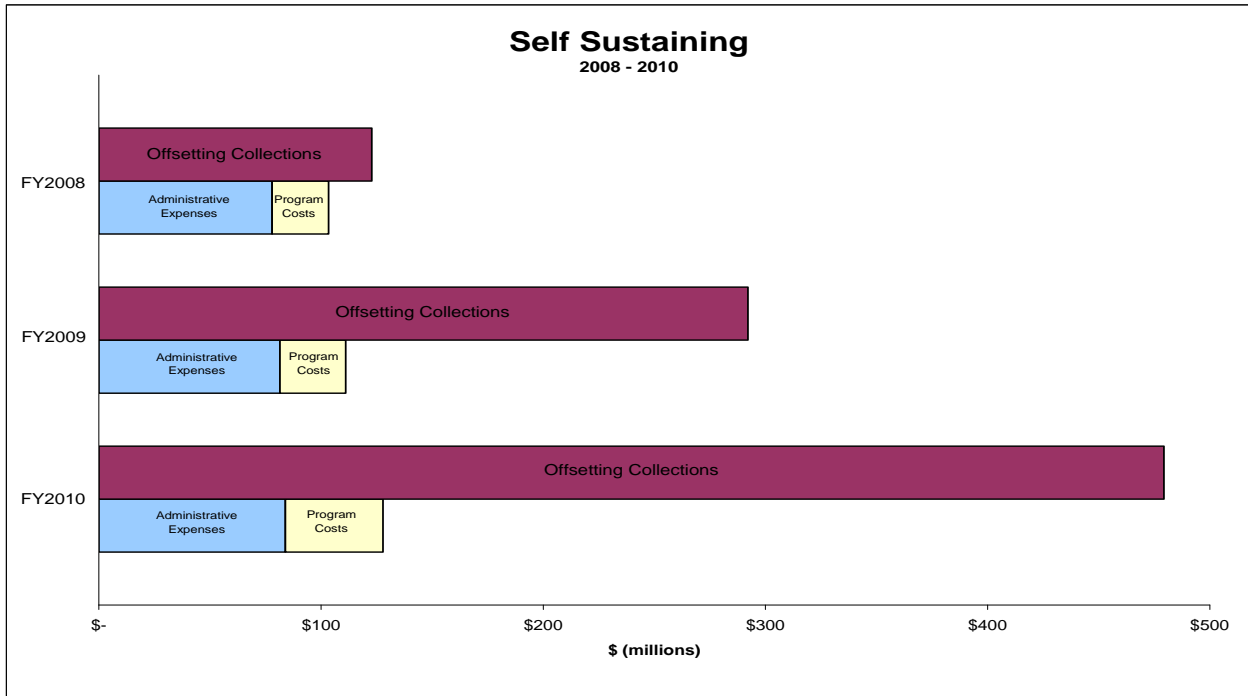 Self Sustaining
2008 - 2010
Offsetting Collections
FY2008
Administrative
Expenses
Program
Costs
Offsetting Collections
FY2009
Administrative
Expenses
Program
Costs
Offsetting Collections
FY2010
Administrative
Expenses
Program
Costs
$- $100 $200 $300 $400 $500
$ (millions)